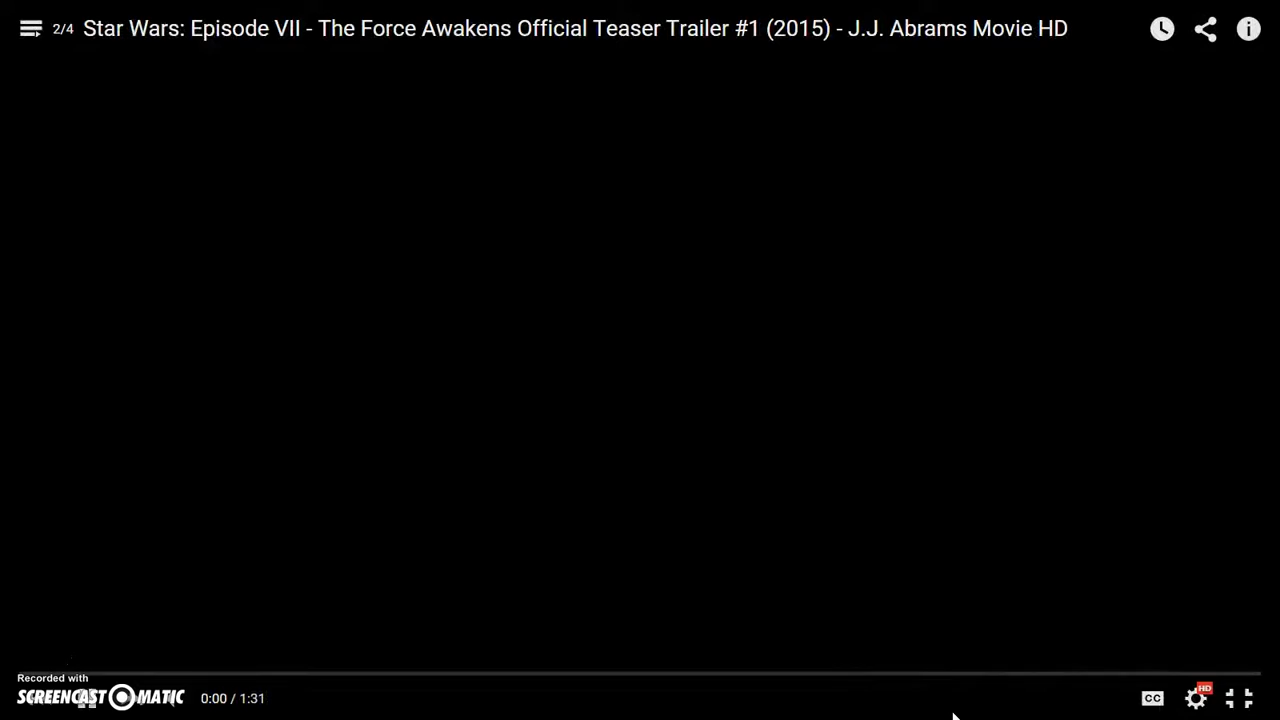 2/4 Star Wars: Episode VII - The Force Awakens Official Teaser Trailer #1 (2015) - J.J. Abrams Movie HD
Recorded with
SCREENCAST-O-MATIC
0:00 / 1:31
CC
HD